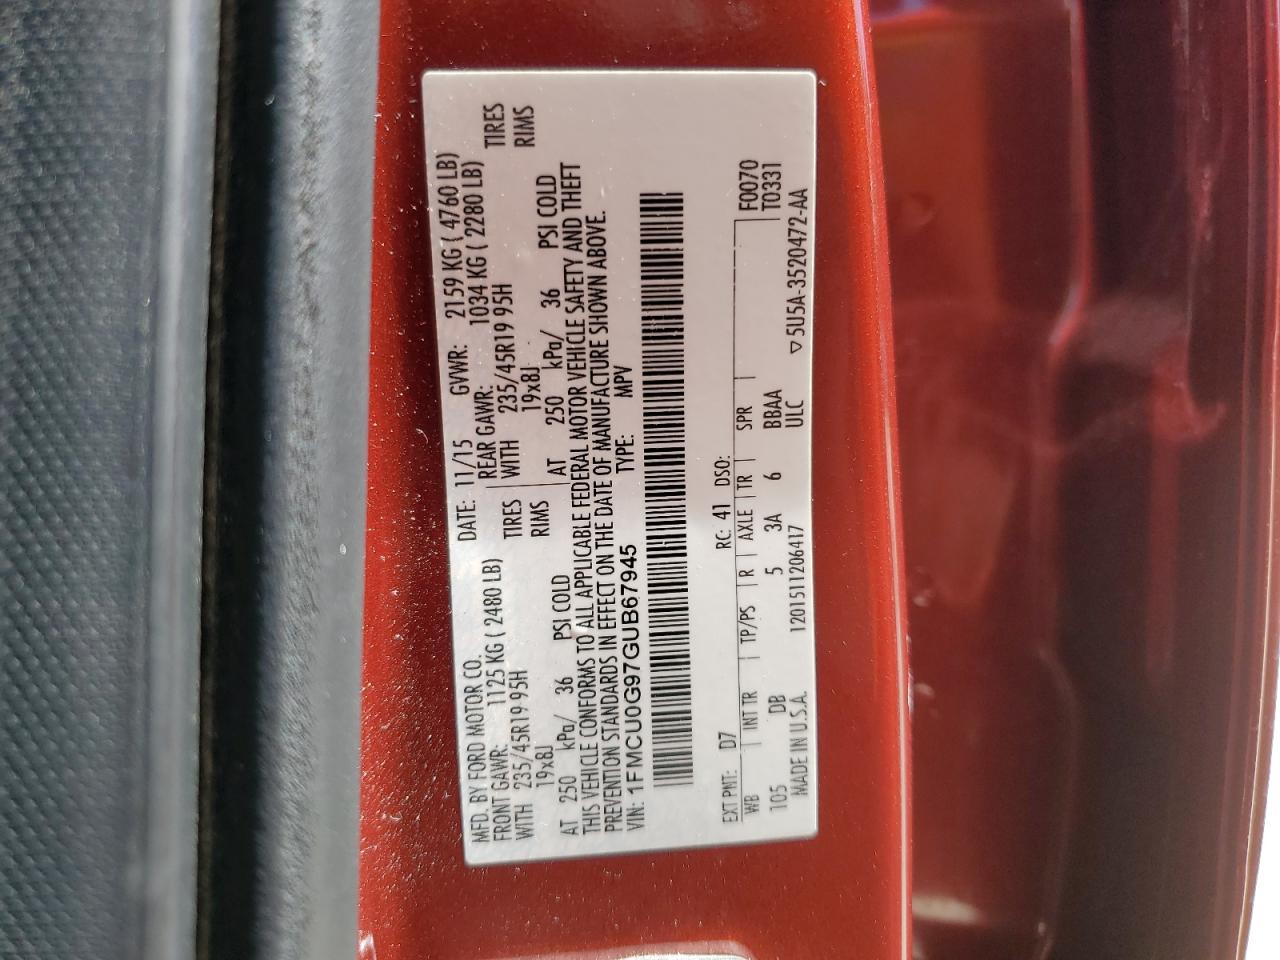 MFD. BY FORD MOTOR CO. DATE: 11/15 GVWR: 2159 KG ( 4760 LB)
FRONT GAWR: 1125 KG ( 2480 LB) REAR GAWR: 1034 KG ( 2280 LB)
WITH 235/45R19 95H TIRES WITH 235/45R19 95H TIRES
19x8J RIMS 19x8J RIMS
AT 250 kPa/ 36 PSI COLD AT 250 kPa/ 36 PSI COLD
THIS VEHICLE CONFORMS TO ALL APPLICABLE FEDERAL MOTOR VEHICLE SAFETY AND THEFT
PREVENTION STANDARDS IN EFFECT ON THE DATE OF MANUFACTURE SHOWN ABOVE.
VIN: 1FMCU0G97GUB67945 TYPE: MPV
EXT PNT: D7 RC: 41 DSO: F0070
WB INT TR TP/PS R AXLE TR SPR T0331
105 DB 5 3A 6 BBAA
MADE IN U.S.A. 1201511206417 ULC ▽5U5A-3520472-AA